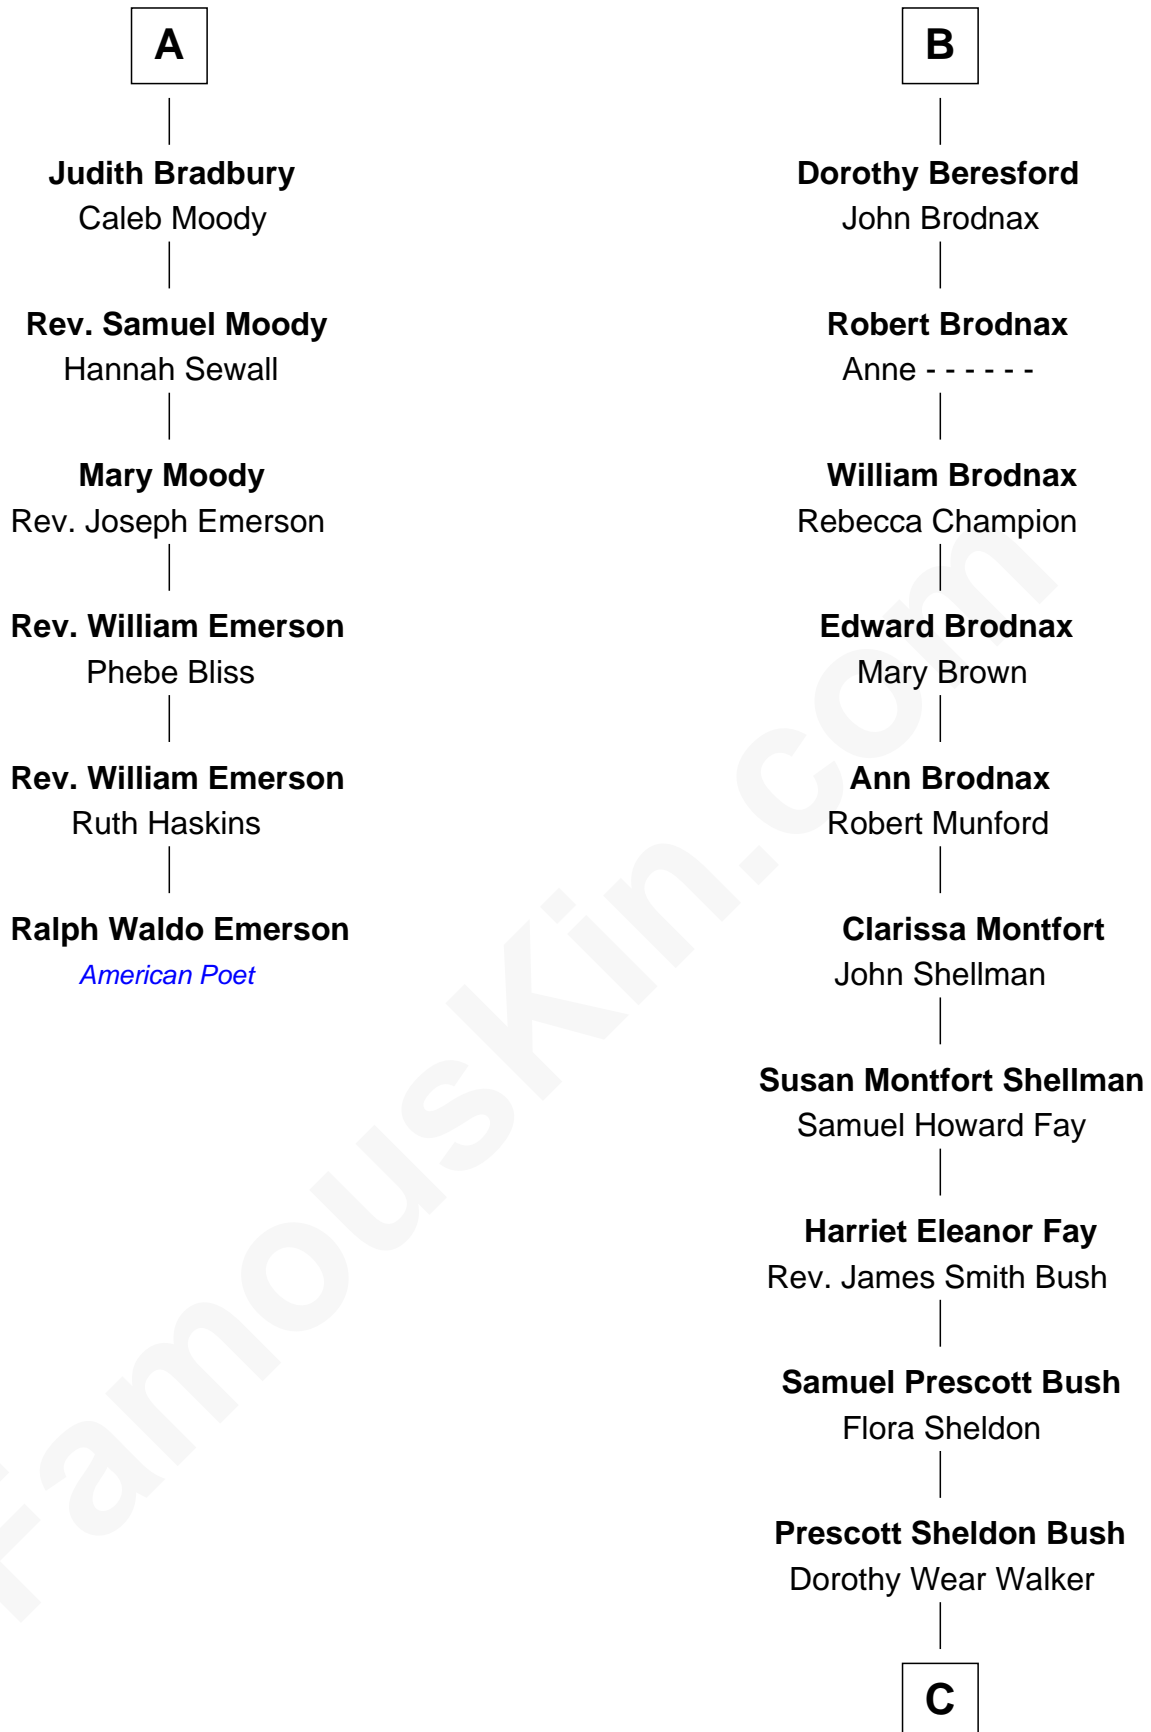 A
Judith Bradbury
Caleb Moody
Rev. Samuel Moody
Hannah Sewall
Mary Moody
Rev. Joseph Emerson
Rev. William Emerson
Phebe Bliss
Rev. William Emerson
Ruth Haskins
Ralph Waldo Emerson
American Poet
B
Dorothy Beresford
John Brodnax
Robert Brodnax
Anne - - - - - -
William Brodnax
Rebecca Champion
Edward Brodnax
Mary Brown
Ann Brodnax
Robert Munford
Clarissa Montfort
John Shellman
Susan Montfort Shellman
Samuel Howard Fay
Harriet Eleanor Fay
Rev. James Smith Bush
Samuel Prescott Bush
Flora Sheldon
Prescott Sheldon Bush
Dorothy Wear Walker
C
FamousKin.com